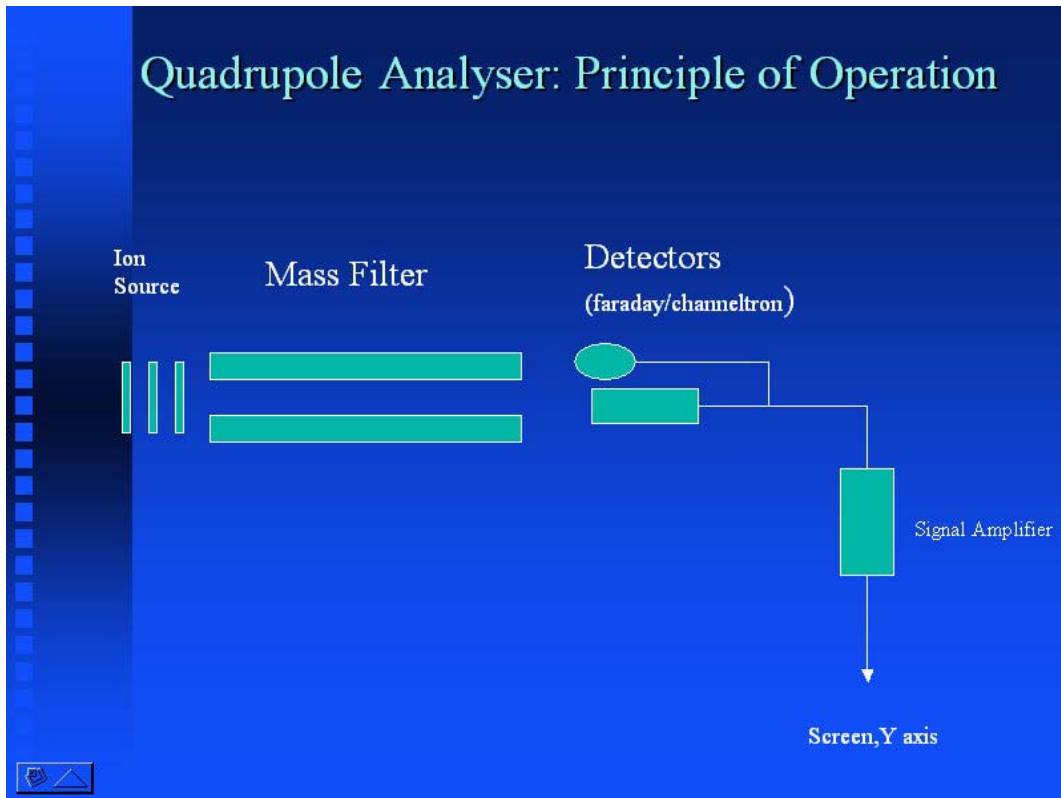 Quadrupole Analyser: Principle of Operation
Ion
Source
Mass Filter
Detectors
(faraday/channeltron)
Signal Amplifier
Screen,Y axis